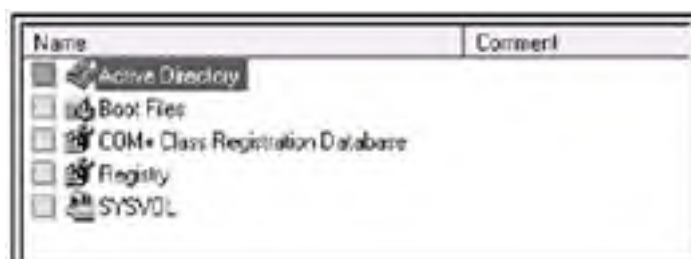 Name Comment
Active Directory
Boot Files
COM+ Class Registration Database
Registry
SYSVOL